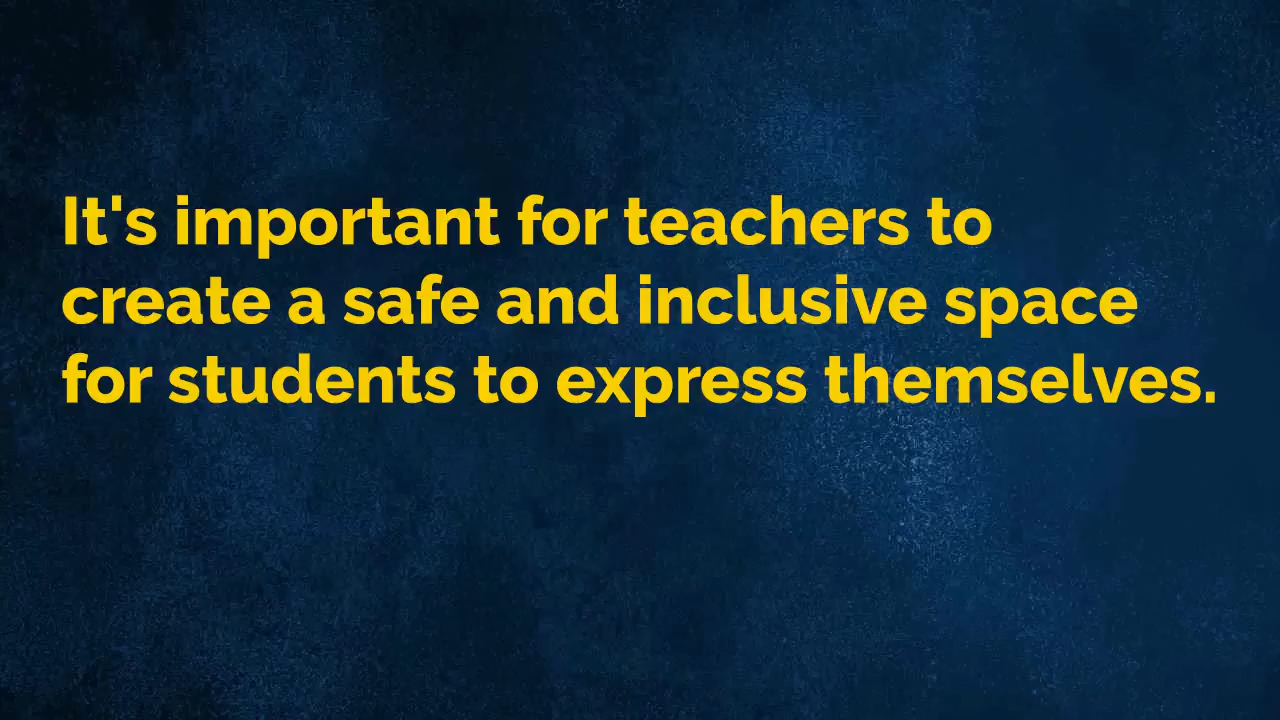 It's important for teachers to
create a safe and inclusive space
for students to express themselves.